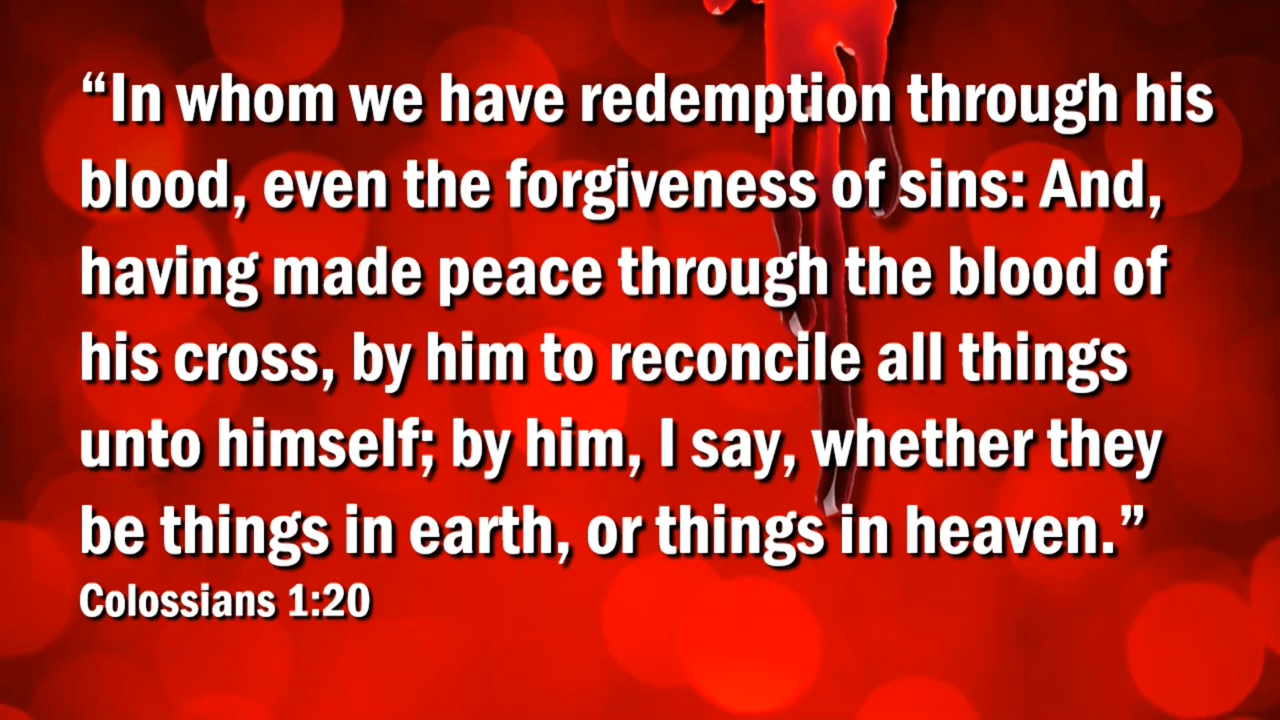 “In whom we have redemption through his
blood, even the forgiveness of sins: And,
having made peace through the blood of
his cross, by him to reconcile all things
unto himself; by him, I say, whether they
be things in earth, or things in heaven.”
Colossians 1:20